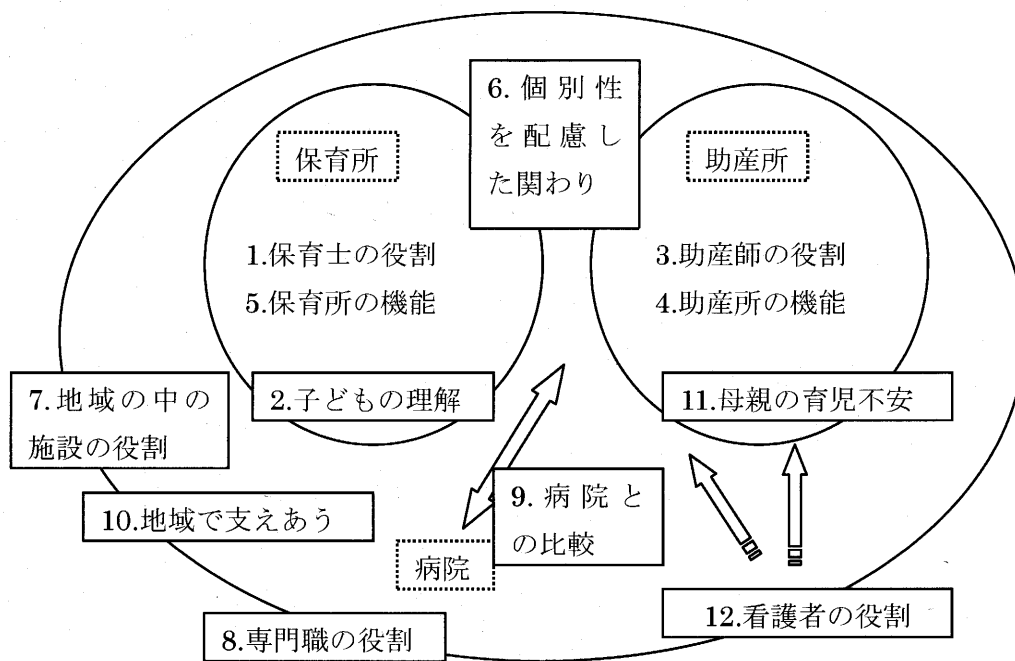 6. 個別性
を配慮し
た関わり
保育所
助産所
1.保育士の役割
5.保育所の機能
3.助産師の役割
4.助産所の機能
7.地域の中の
施設の役割
2.子どもの理解
11.母親の育児不安
10.地域で支えあう
9. 病院と
の比較
病院
8.専門職の役割
12.看護者の役割